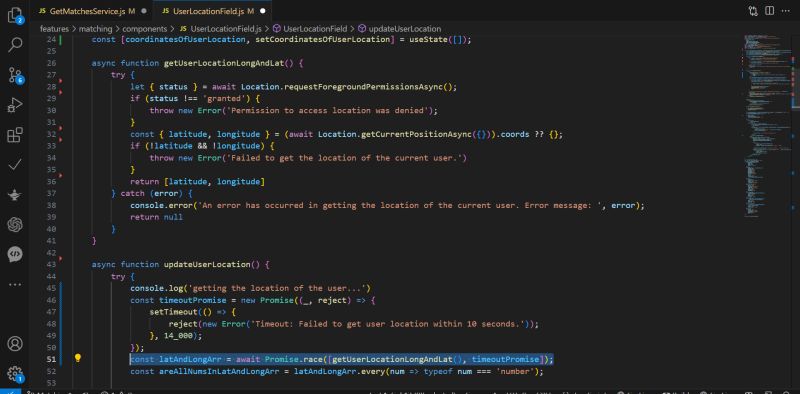 JS GetMatchesService.js M
JS UserLocationField.js M
features > matching > components > JS UserLocationField.js > UserLocationField > updateUserLocation
24 const [coordinatesOfUserLocation, setCoordinatesOfUserLocation] = useState([]);
25
26 async function getUserLocationLongAndLat() {
27 try {
28 let { status } = await Location.requestForegroundPermissionsAsync();
29 if (status !== 'granted') {
30 throw new Error('Permission to access location was denied');
31 }
32 const { latitude, longitude } = (await Location.getCurrentPositionAsync({})).coords ?? {};
33 if (!latitude && !longitude) {
34 throw new Error('Failed to get the location of the current user.')
35 }
36 return [latitude, longitude]
37 } catch (error) {
38 console.error('An error has occurred in getting the location of the current user. Error message: ', error);
39 return null
40 }
41 }
42
43 async function updateUserLocation() {
44 try {
45 console.log('getting the location of the user...')
46 const timeoutPromise = new Promise((_, reject) => {
47 setTimeout(() => {
48 reject(new Error('Timeout: Failed to get user location within 10 seconds.'));
49 }, 14_000);
50 });
51 const latAndLongArr = await Promise.race([getUserLocationLongAndLat(), timeoutPromise]);
52 const areAllNumsInLatAndLongArr = latAndLongArr.every(num => typeof num === 'number');